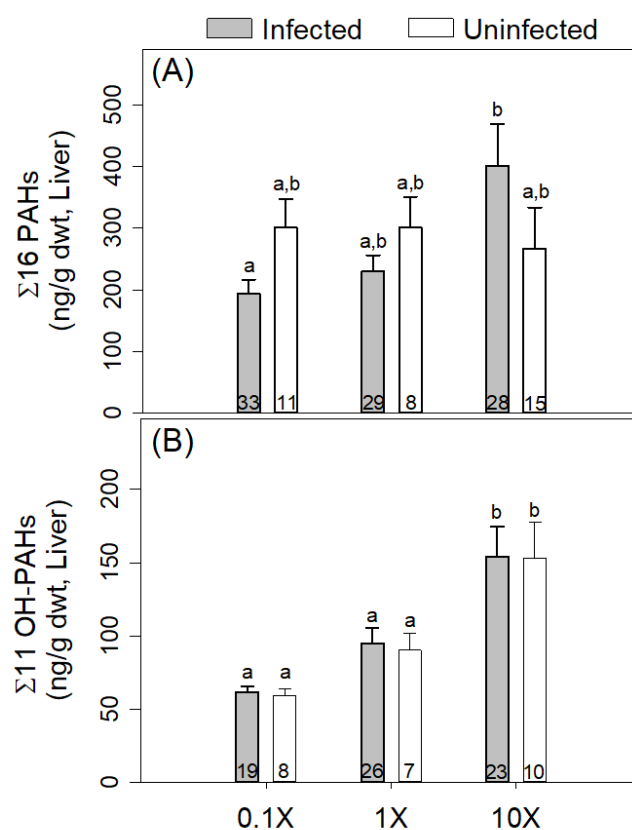 Infected Uninfected
(A)
Σ16 PAHs
(ng/g dwt, Liver)
500
400
300
200
100
0
a a,b a,b a,b b a,b
33 11 29 8 28 15
(B)
Σ11 OH-PAHs
(ng/g dwt, Liver)
200
150
100
50
0
a a a a b b
19 8 26 7 23 10
0.1X 1X 10X